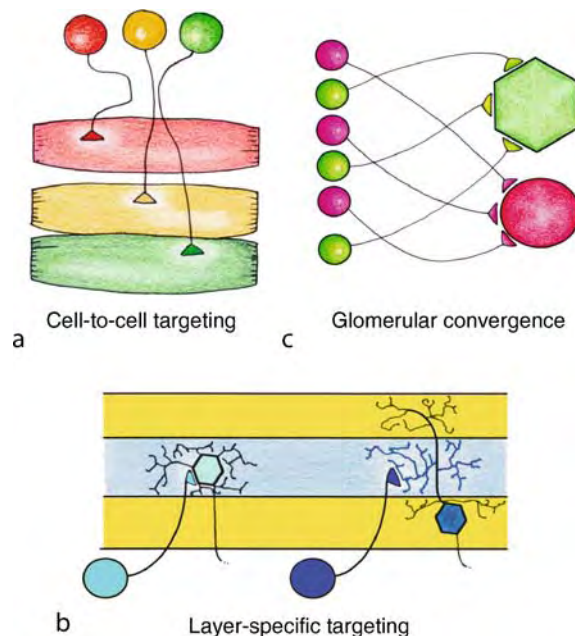 Cell-to-cell targeting
a
Glomerular convergence
c
b
Layer-specific targeting